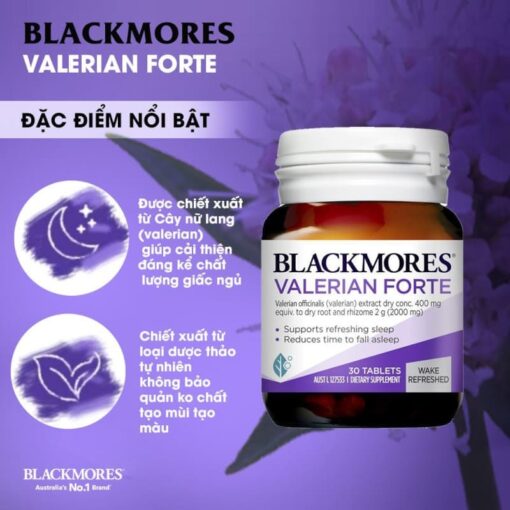 BLACKMORES
VALERIAN FORTE
ĐẶC ĐIỂM NỔI BẬT
Được chiết xuất
từ Cây nữ lang
(valerian)
giúp cải thiện
đáng kể chất
lượng giấc ngủ
Chiết xuất từ
loại dược thảo
tự nhiên
không bảo
quản ko chất
tạo mùi tạo
màu
BLACKMORES®
VALERIAN FORTE
Valerian officinalis (valerian) extract dry conc. 400 mg
equiv. to dry root and rhizome 2 g (2000 mg)
• Supports refreshing sleep
• Reduces time to fall asleep
30 TABLETS
AUST L 127533 | DIETARY SUPPLEMENT
WAKE
REFRESHED
BLACKMORES®
Australia's No.1 Brand†